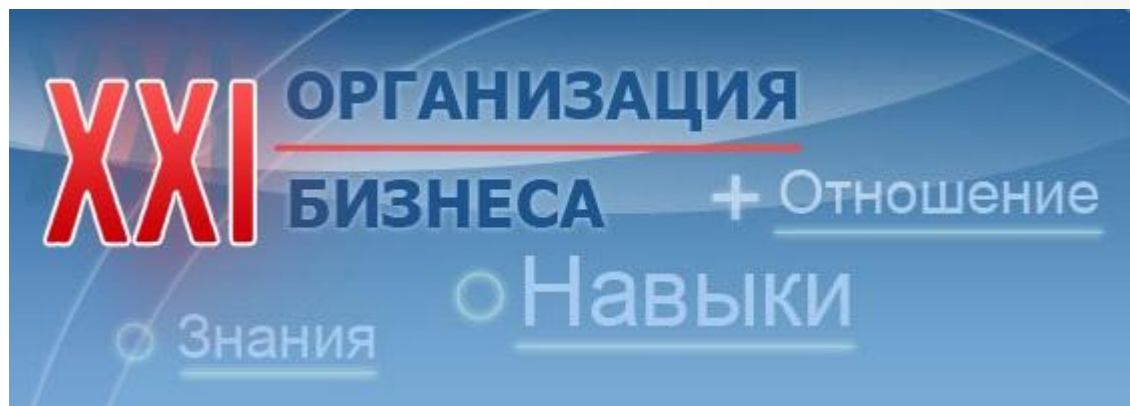 XXI
ОРГАНИЗАЦИЯ
БИЗНЕСА
+ Отношение
Навыки
Знания